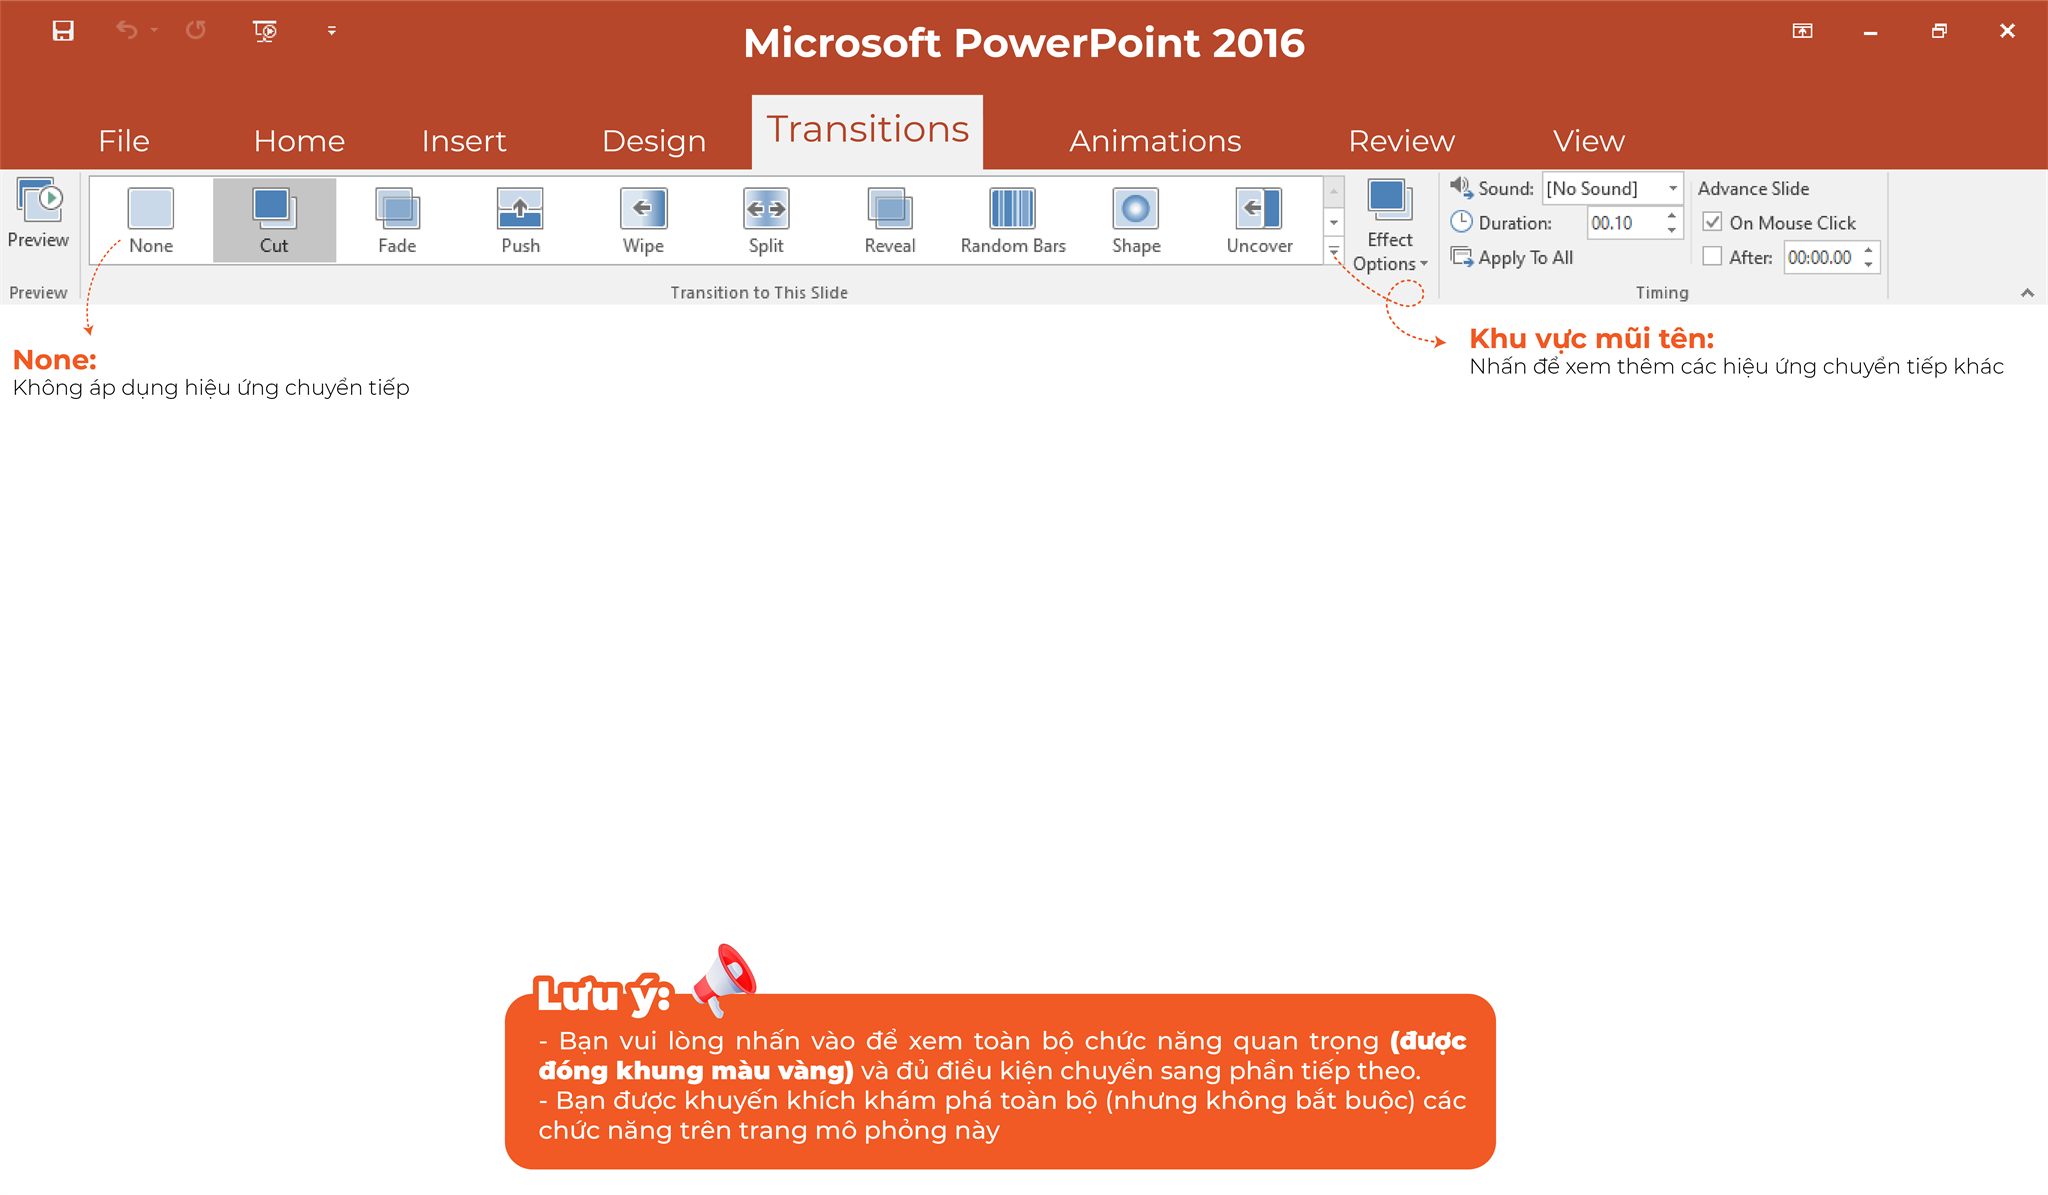 Microsoft PowerPoint 2016
File Home Insert Design Transitions Animations Review View
Preview
None Cut Fade Push Wipe Split Reveal Random Bars Shape Uncover
Effect
Options
Sound: [No Sound]
Duration: 00.10
Apply To All
Advance Slide
On Mouse Click
After: 00:00.00
Preview
Transition to This Slide
Timing
None:
Không áp dụng hiệu ứng chuyển tiếp
Khu vực mũi tên:
Nhấn để xem thêm các hiệu ứng chuyển tiếp khác
Lưu ý:
- Bạn vui lòng nhấn vào để xem toàn bộ chức năng quan trọng (được
đóng khung màu vàng) và đủ điều kiện chuyển sang phần tiếp theo.
- Bạn được khuyến khích khám phá toàn bộ (nhưng không bắt buộc) các
chức năng trên trang mô phỏng này